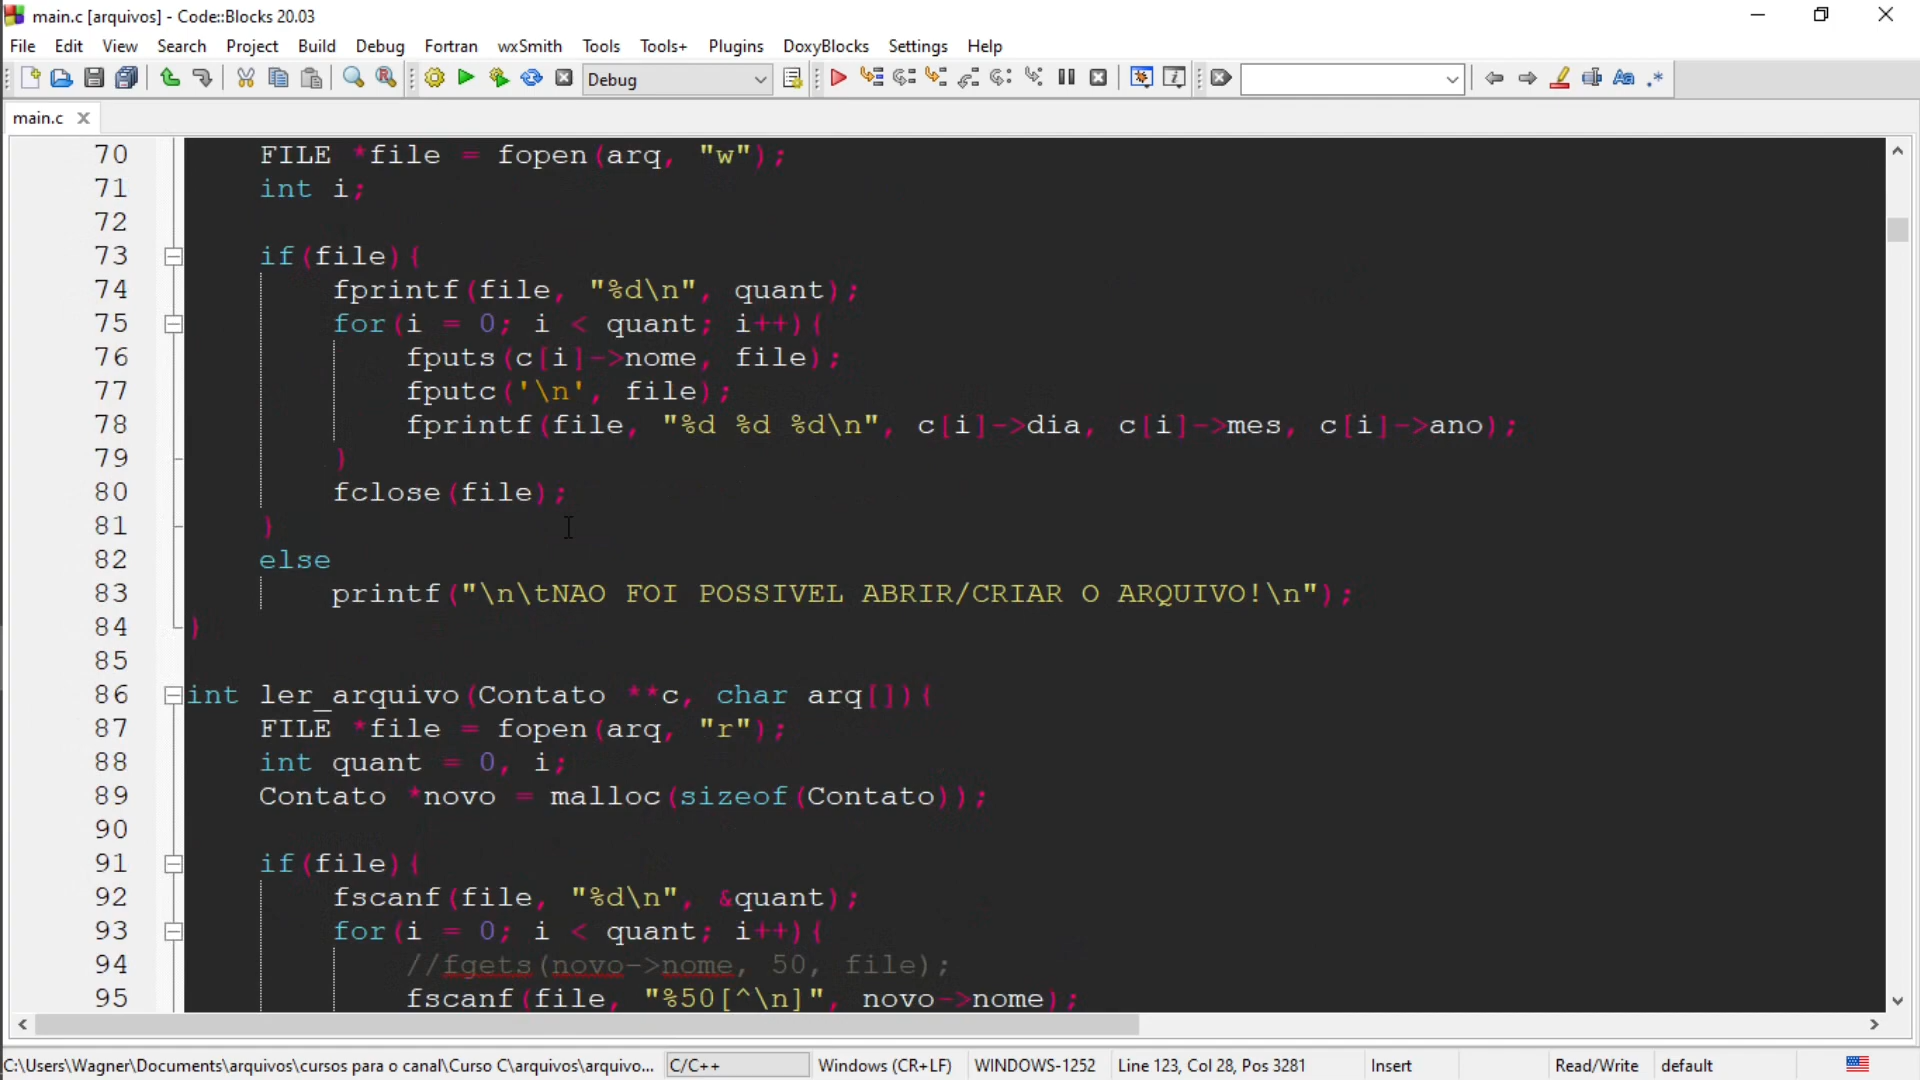 main.c [arquivos] - Code::Blocks 20.03
File Edit View Search Project Build Debug Fortran wxSmith Tools Tools+ Plugins DoxyBlocks Settings Help
Debug
main.c
70 FILE *file = fopen(arq, "w");
71 int i;
72
73 if(file){
74 fprintf(file, "%d\n", quant);
75 for(i = 0; i < quant; i++){
76 fputs(c[i]->nome, file);
77 fputc('\n', file);
78 fprintf(file, "%d %d %d\n", c[i]->dia, c[i]->mes, c[i]->ano);
79 }
80 fclose(file);
81 }
82 else
83 printf("\n\tNAO FOI POSSIVEL ABRIR/CRIAR O ARQUIVO!\n");
84 }
85
86 int ler_arquivo(Contato **c, char arq[]){
87 FILE *file = fopen(arq, "r");
88 int quant = 0, i;
89 Contato *novo = malloc(sizeof(Contato));
90
91 if(file){
92 fscanf(file, "%d\n", &quant);
93 for(i = 0; i < quant; i++){
94 //fgets(novo->nome, 50, file);
95 fscanf(file, "%50[^\n]", novo->nome);
C:\Users\Wagner\Documents\arquivos\cursos para o canal\Curso C\arquivos\arquivo... C/C++ Windows (CR+LF) WINDOWS-1252 Line 123, Col 28, Pos 3281 Insert Read/Write default